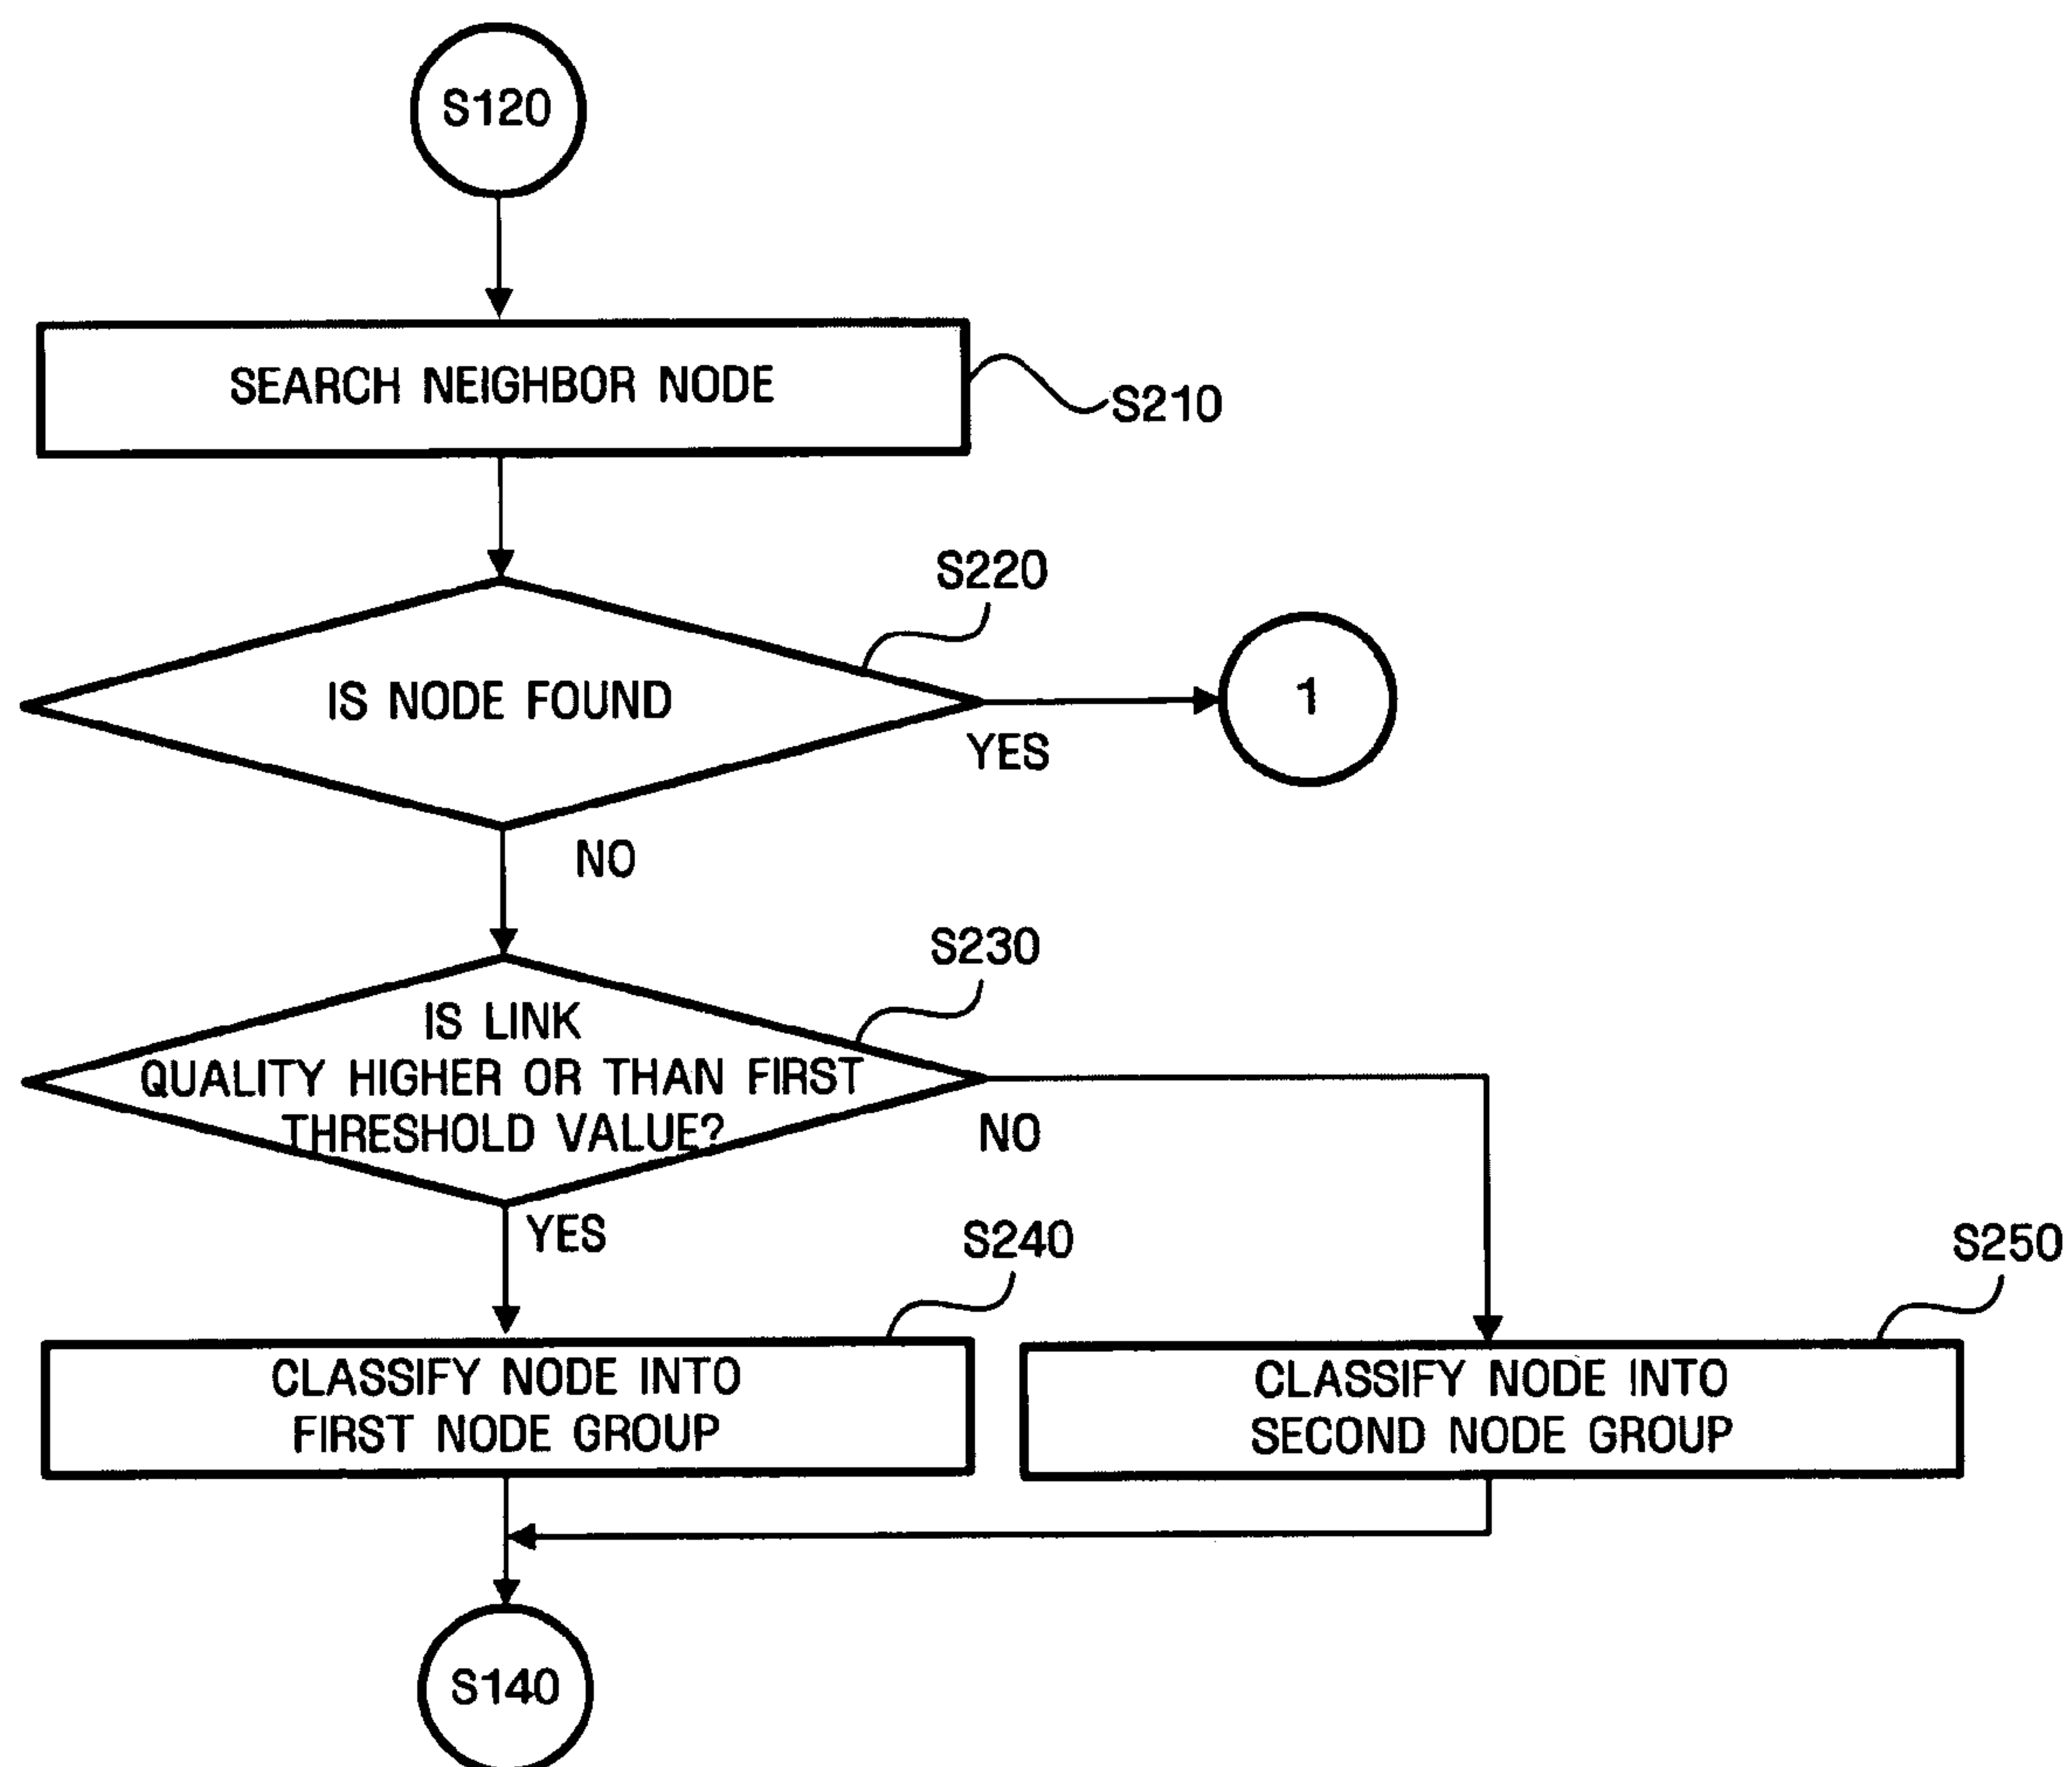 S120
SEARCH NEIGHBOR NODE
S210
S220
IS NODE FOUND
1
YES
NO
S230
IS LINK
QUALITY HIGHER OR THAN FIRST
THRESHOLD VALUE?
NO
YES
S240
S250
CLASSIFY NODE INTO
FIRST NODE GROUP
CLASSIFY NODE INTO
SECOND NODE GROUP
S140